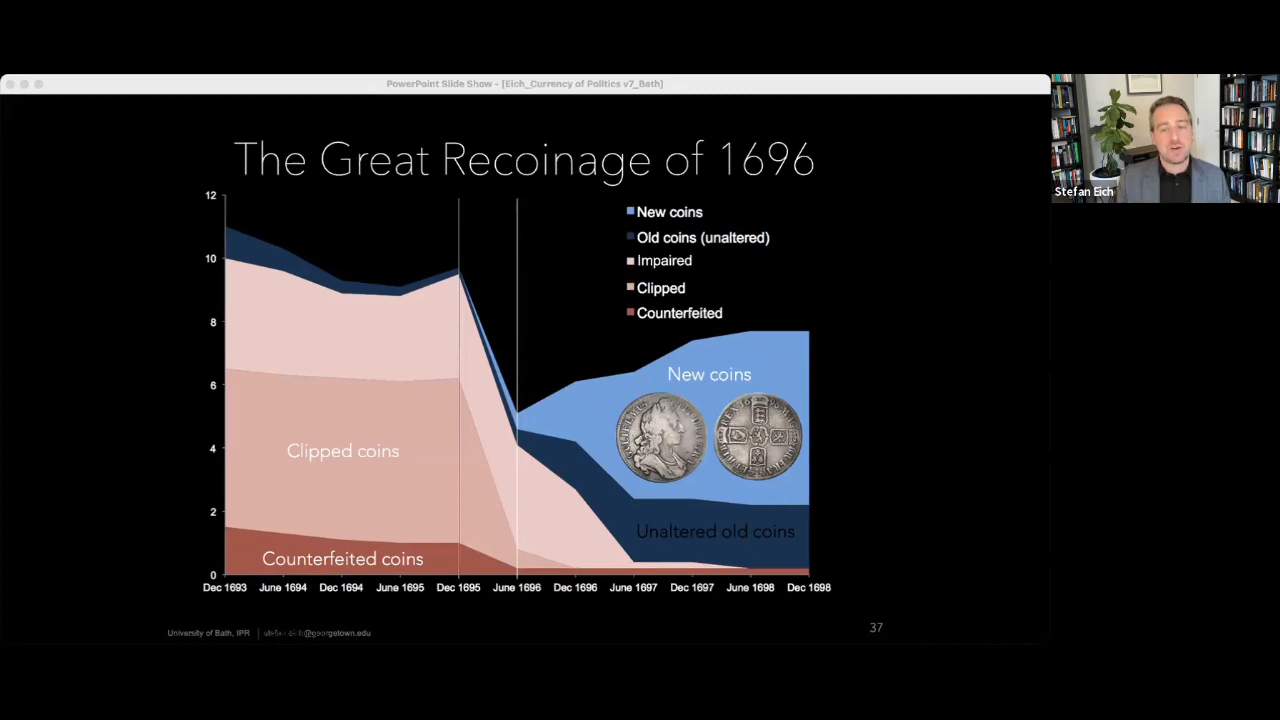 PowerPoint Slide Show - [Eich_Currency of Politics v7_Bath]
The Great Recoinage of 1696
12
10
8
6
4
2
0
New coins
Old coins (unaltered)
Impaired
Clipped
Counterfeited
New coins
Clipped coins
Unaltered old coins
Counterfeited coins
Dec 1693 June 1694 Dec 1694 June 1695 Dec 1695 June 1696 Dec 1696 June 1697 Dec 1697 June 1698 Dec 1698
University of Bath, IPR
37
Stefan Eich